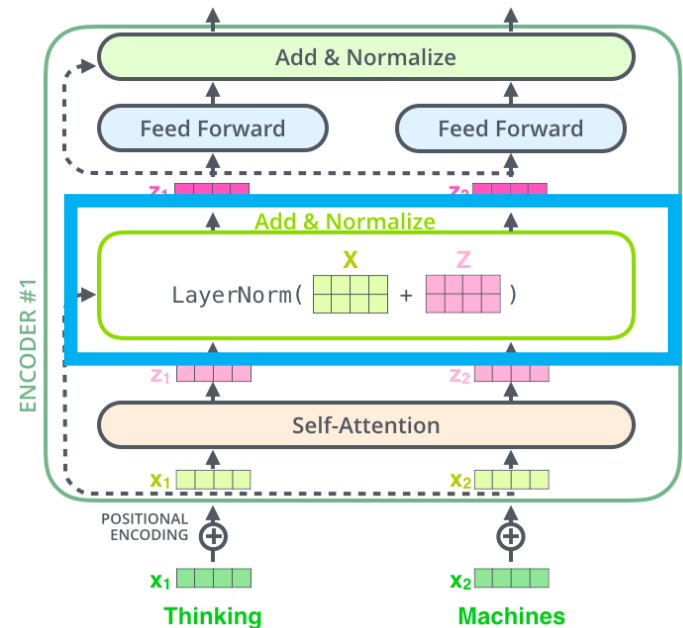 Add & Normalize
Feed Forward
Feed Forward
z1
z2
Add & Normalize
X
Z
LayerNorm( + )
ENCODER #1
z1
z2
Self-Attention
x1
x2
POSITIONAL
ENCODING
x1
x2
Thinking
Machines